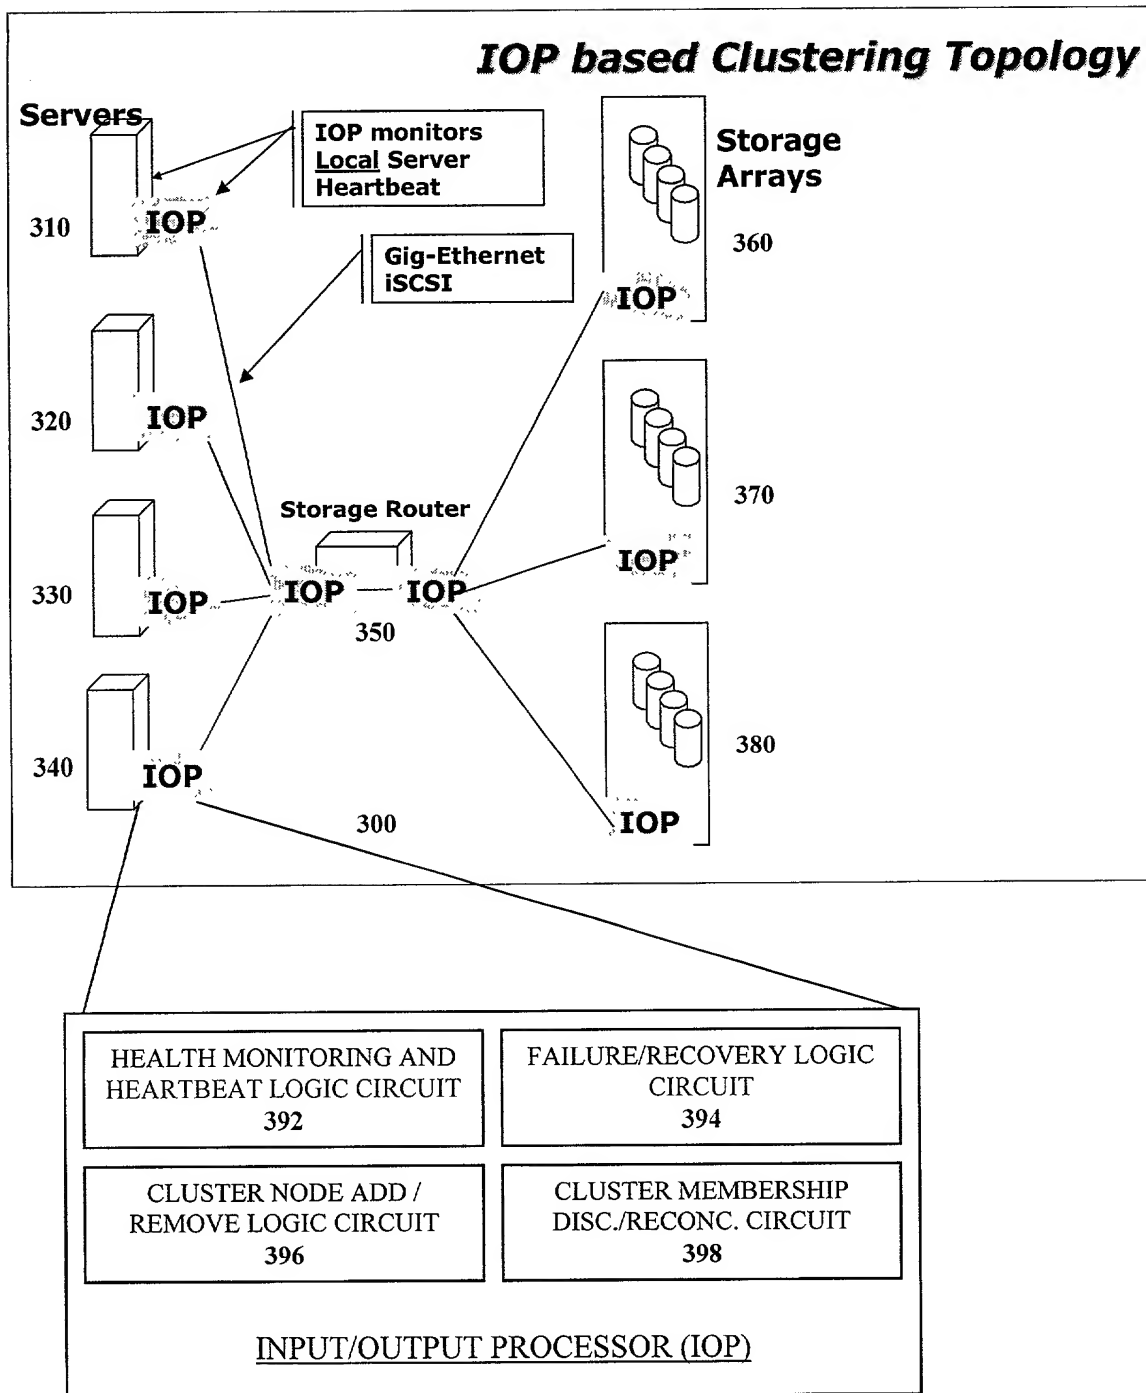 IOP based Clustering Topology
Servers
IOP monitors
Local Server
Heartbeat
Storage
Arrays
310
IOP
360
Gig-Ethernet
iSCSI
IOP
320
IOP
370
Storage Router
IOP
330
IOP
IOP
IOP
350
380
340
IOP
300
IOP
HEALTH MONITORING AND
HEARTBEAT LOGIC CIRCUIT
392
FAILURE/RECOVERY LOGIC
CIRCUIT
394
CLUSTER NODE ADD /
REMOVE LOGIC CIRCUIT
396
CLUSTER MEMBERSHIP
DISC./RECONC. CIRCUIT
398
INPUT/OUTPUT PROCESSOR (IOP)